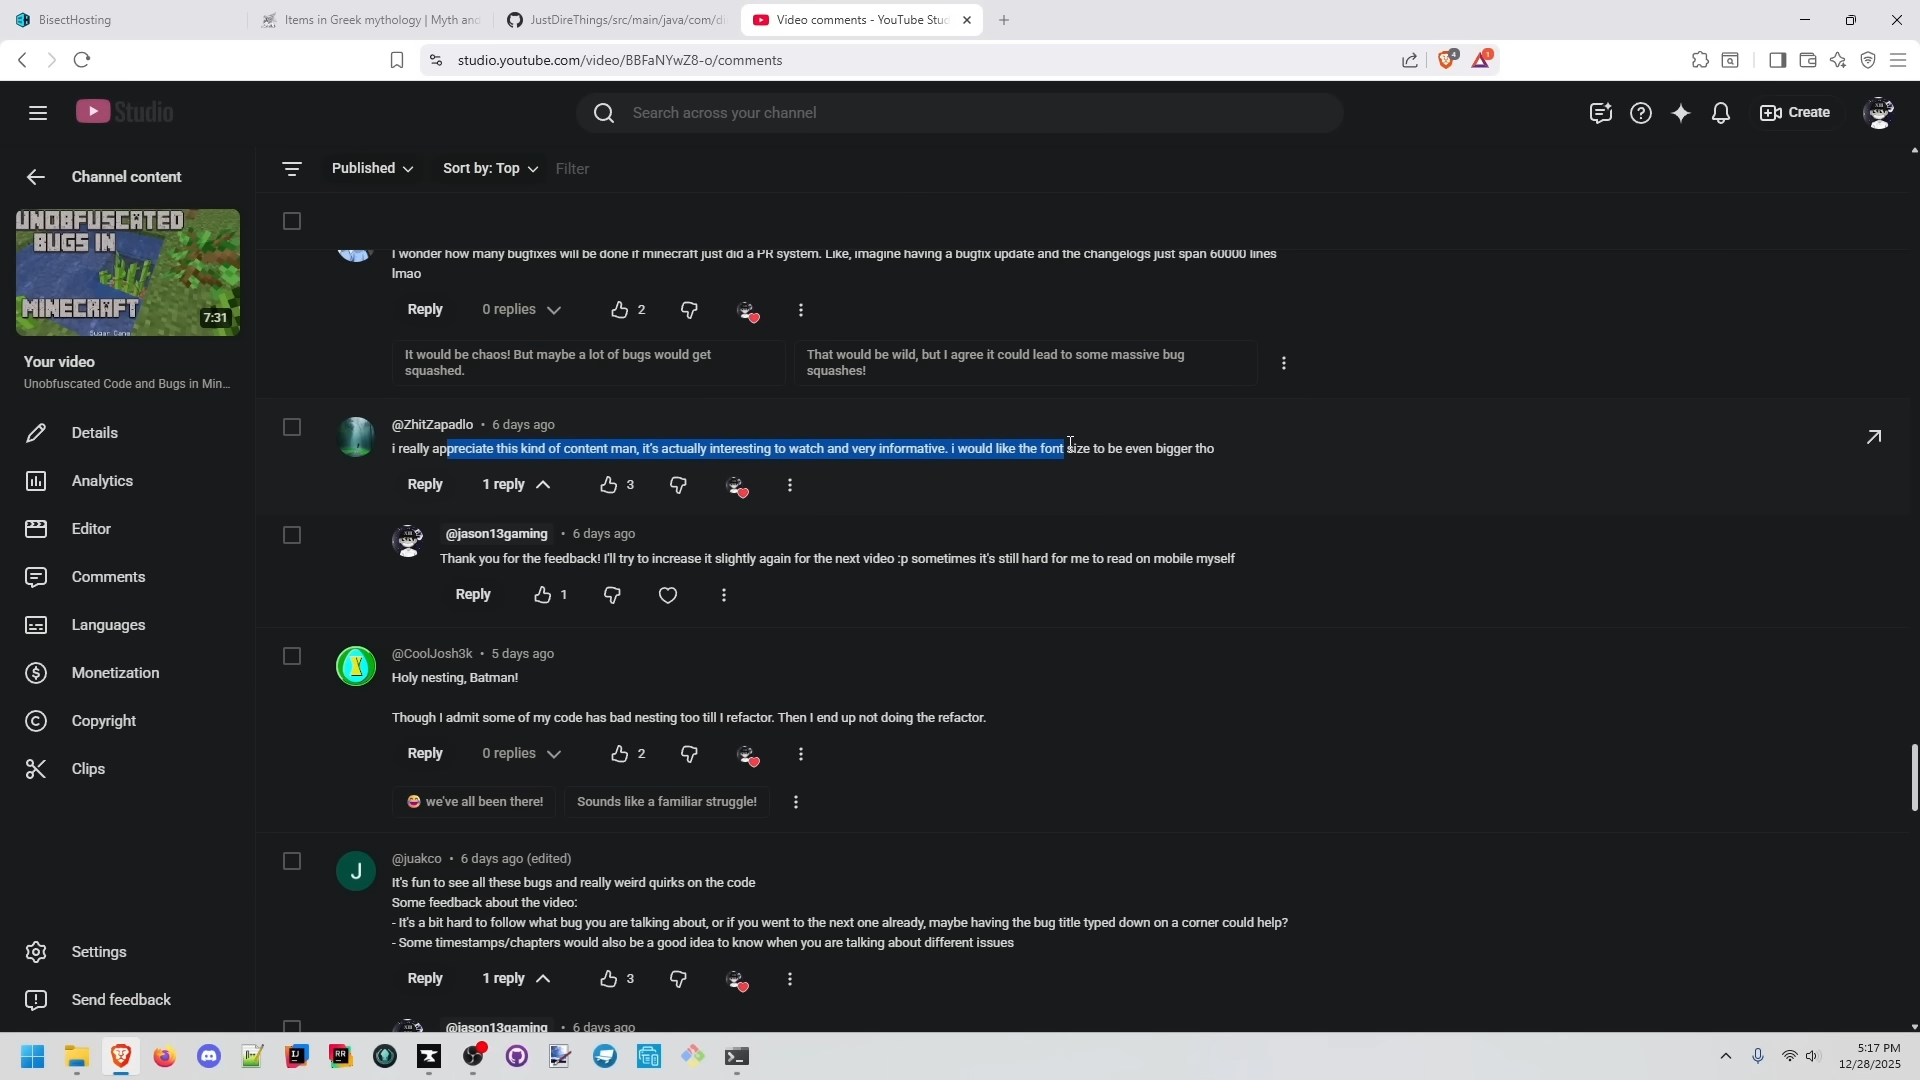 BisectHosting
Items in Greek mythology | Myth and
JustDireThings/src/main/java/com/di
Video comments - YouTube Stu
studio.youtube.com/video/BBFaNYwZ8-o/comments
4
1
Studio
Search across your channel
Create
Channel content
Published
Sort by: Top
Filter
UNOBFUSCATED
BUGS IN
MINECRAFT
Sugar Cane
7:31
Your video
Unobfuscated Code and Bugs in Min...
Details
Analytics
Editor
Comments
Languages
Monetization
Copyright
Clips
Settings
Send feedback
I wonder how many bugfixes will be done if minecraft just did a PR system. Like, imagine having a bugfix update and the changelogs just span 60000 lines
lmao
Reply
0 replies
2
It would be chaos! But maybe a lot of bugs would get
squashed.
That would be wild, but I agree it could lead to some massive bug
squashes!
@ZhitZapadlo • 6 days ago
i really appreciate this kind of content man, it's actually interesting to watch and very informative. i would like the font size to be even bigger tho
Reply
1 reply
3
@jason13gaming • 6 days ago
Thank you for the feedback! I'll try to increase it slightly again for the next video :p sometimes it's still hard for me to read on mobile myself
Reply
1
@CoolJosh3k • 5 days ago
Holy nesting, Batman!
Though I admit some of my code has bad nesting too till I refactor. Then I end up not doing the refactor.
Reply
0 replies
2
😅 we've all been there!
Sounds like a familiar struggle!
J
@juakco • 6 days ago (edited)
It's fun to see all these bugs and really weird quirks on the code
Some feedback about the video:
- It's a bit hard to follow what bug you are talking about, or if you went to the next one already, maybe having the bug title typed down on a corner could help?
- Some timestamps/chapters would also be a good idea to know when you are talking about different issues
Reply
1 reply
3
@jason13gaming • 6 days ago
5:17 PM
12/28/2025